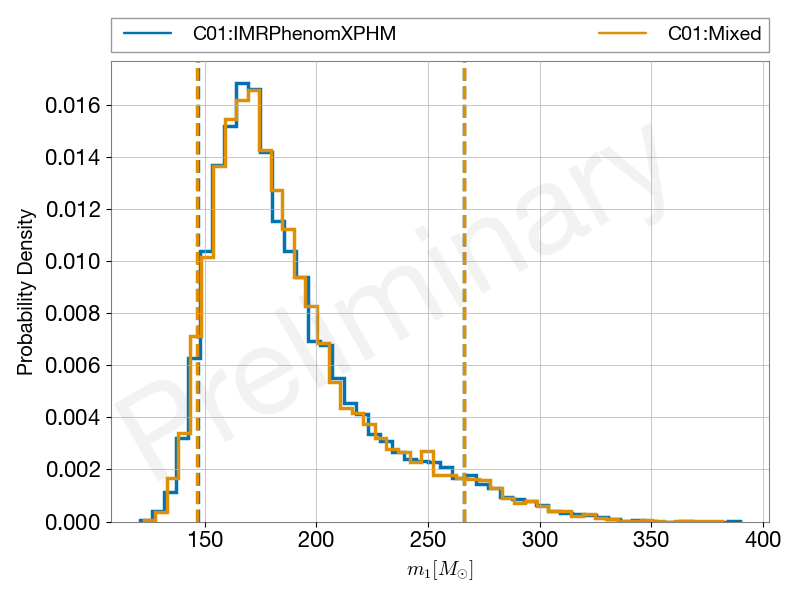 C01:IMRPhenomXPHM C01:Mixed
Probability Density
0.016
0.014
0.012
0.010
0.008
0.006
0.004
0.002
0.000
Preliminary
150 200 250 300 350 400
m₁[M☉]